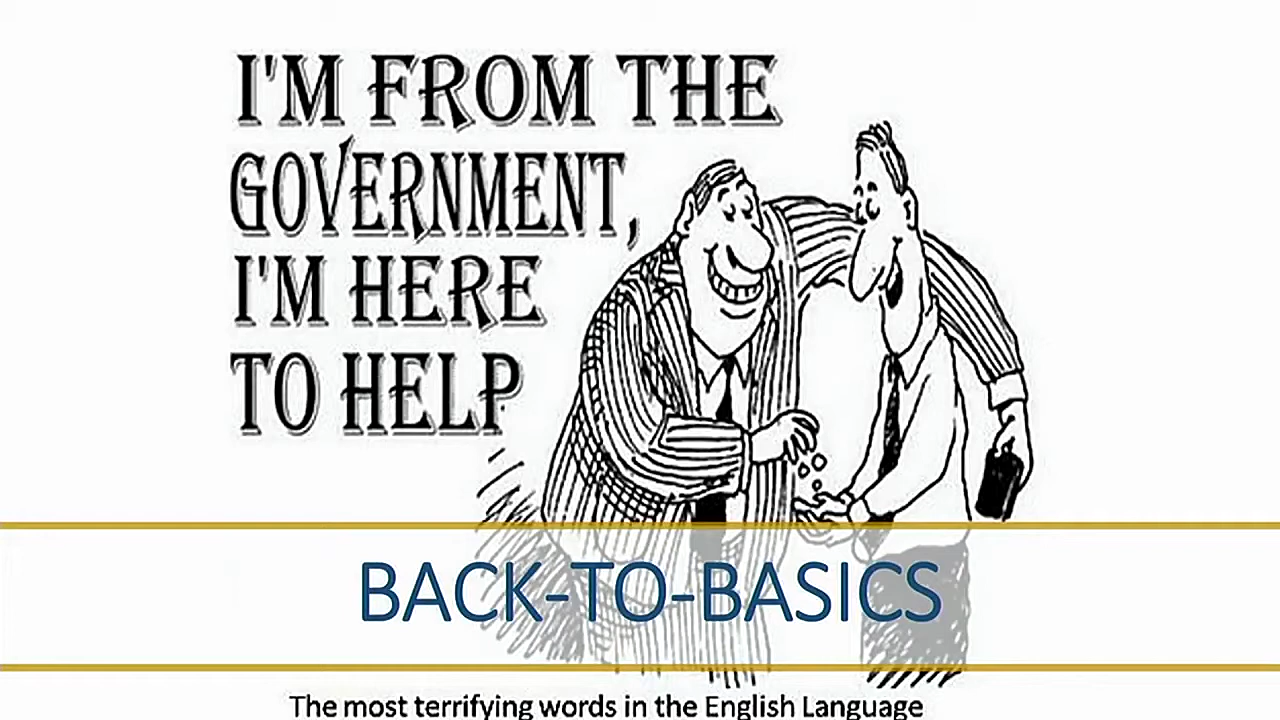 I'M FROM THE
GOVERNMENT,
I'M HERE
TO HELP
BACK-TO-BASICS
The most terrifying words in the English Language